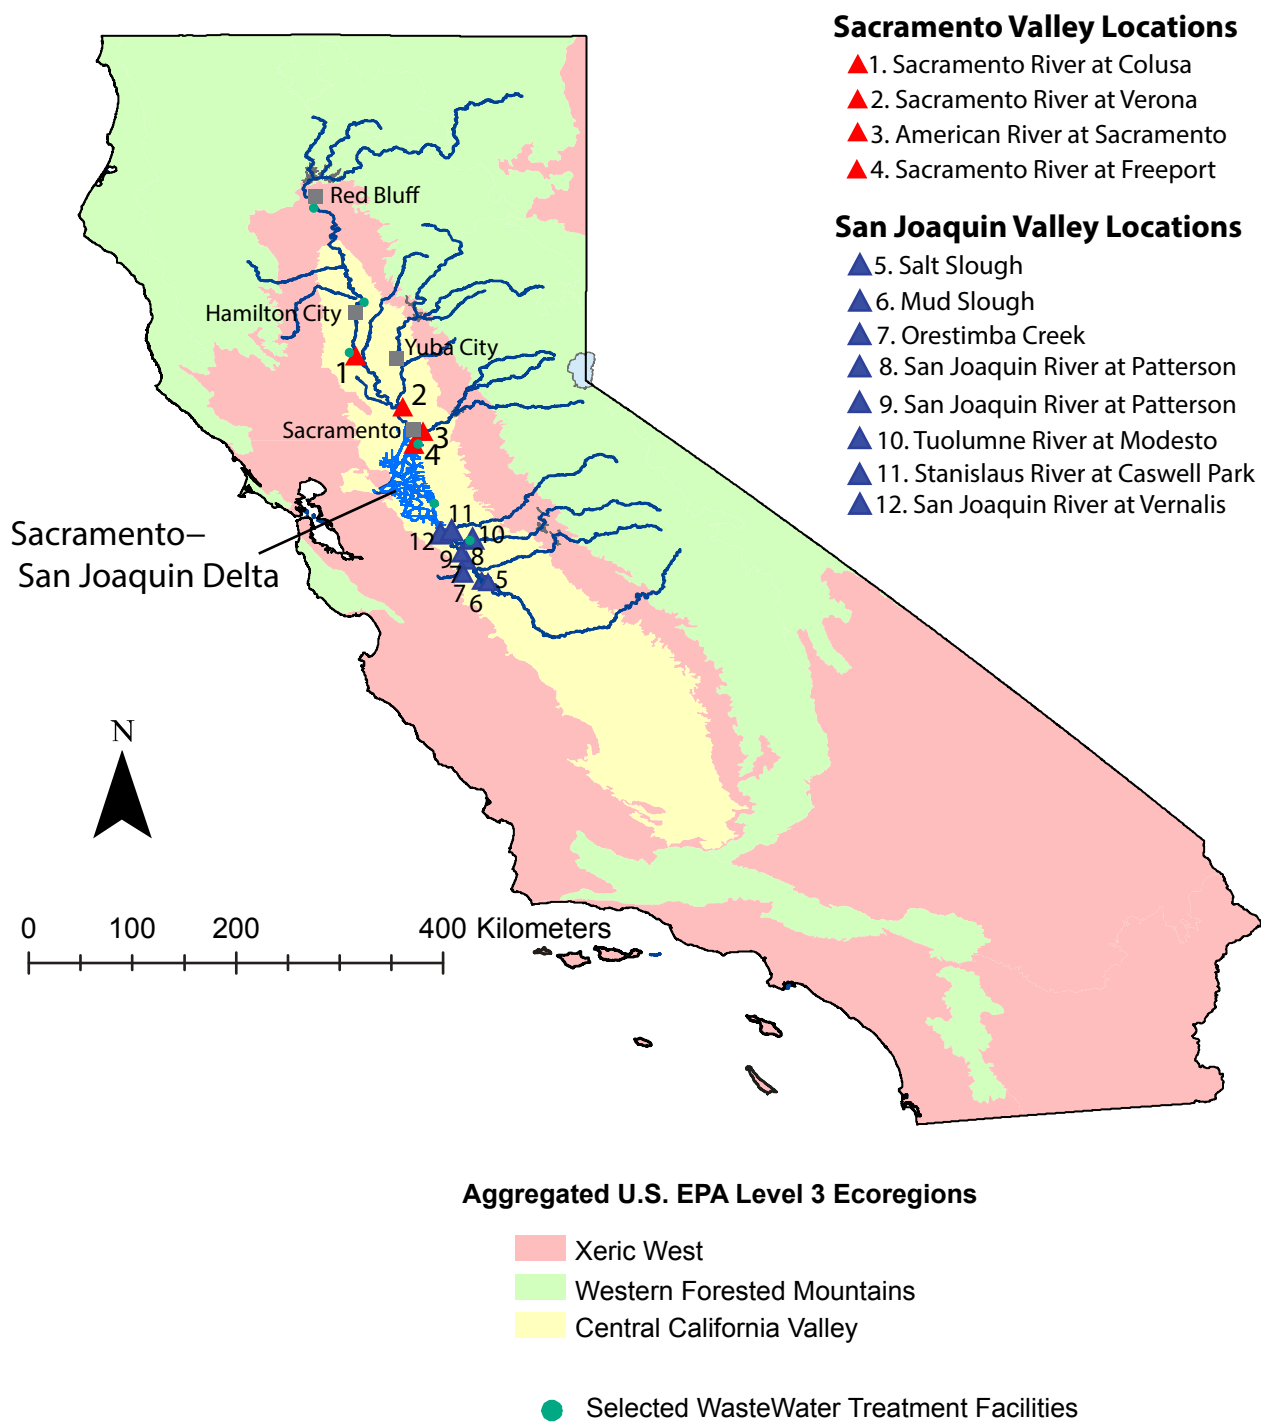 Sacramento Valley Locations
1. Sacramento River at Colusa
2. Sacramento River at Verona
3. American River at Sacramento
4. Sacramento River at Freeport
San Joaquin Valley Locations
5. Salt Slough
6. Mud Slough
7. Orestimba Creek
8. San Joaquin River at Patterson
9. San Joaquin River at Patterson
10. Tuolumne River at Modesto
11. Stanislaus River at Caswell Park
12. San Joaquin River at Vernalis
Red Bluff
Hamilton City
Yuba City
1
2
Sacramento
3
4
Sacramento–
San Joaquin Delta
11
12
10
9
8
7
7
5
6
N
0 100 200 400 Kilometers
Aggregated U.S. EPA Level 3 Ecoregions
Xeric West
Western Forested Mountains
Central California Valley
Selected WasteWater Treatment Facilities